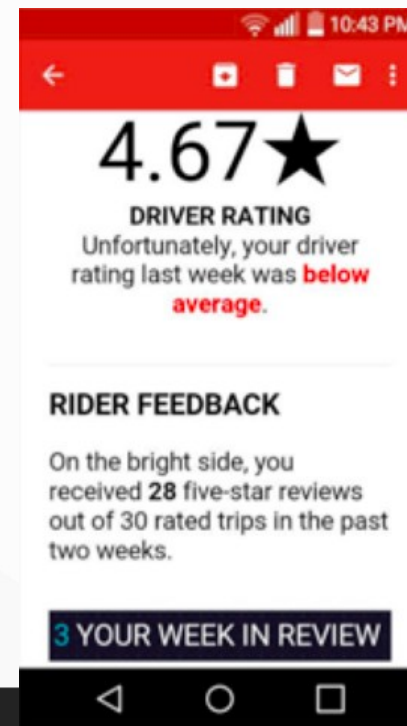 10:43 PM
4.67★
DRIVER RATING
Unfortunately, your driver
rating last week was below
average.
RIDER FEEDBACK
On the bright side, you
received 28 five-star reviews
out of 30 rated trips in the past
two weeks.
3 YOUR WEEK IN REVIEW